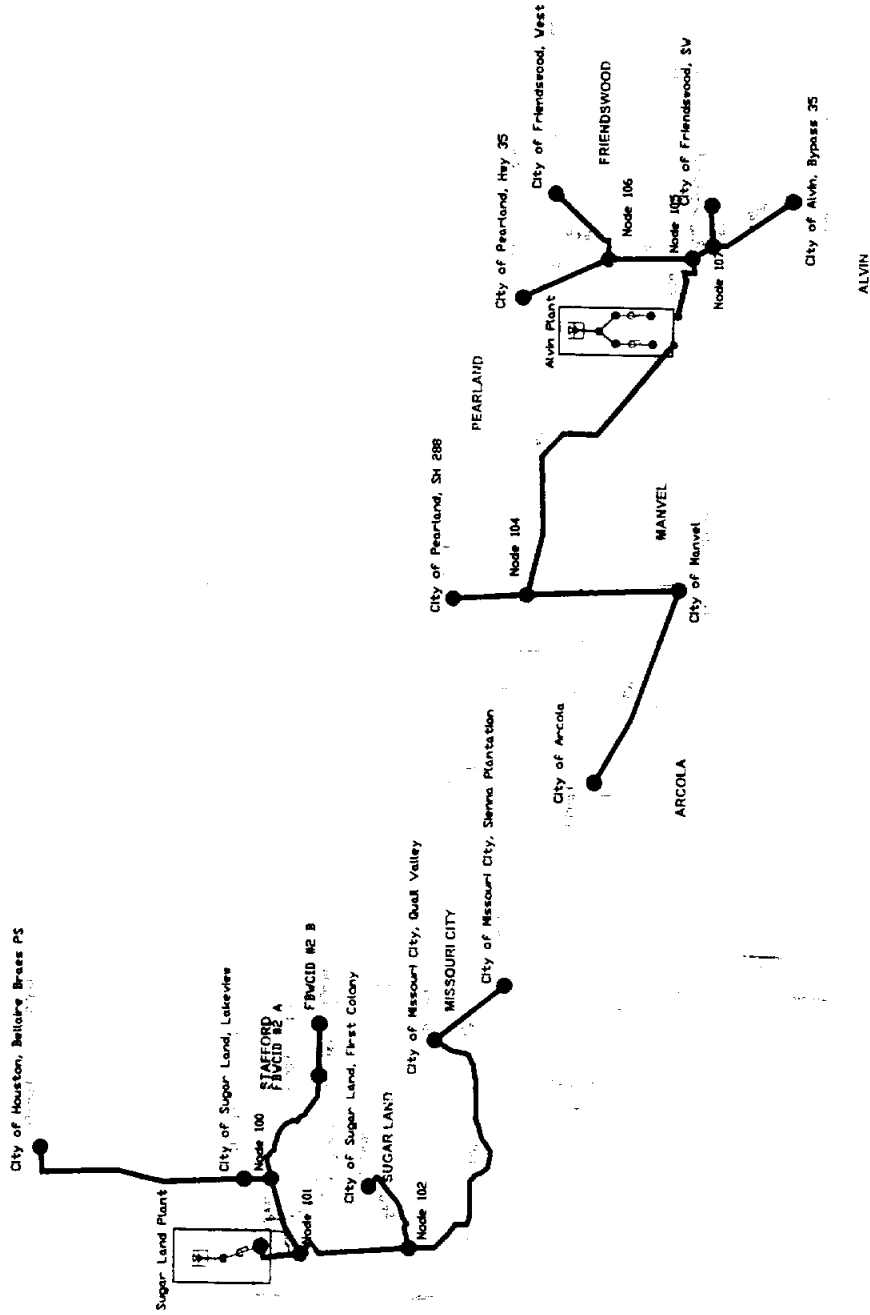 City of Houston, Bellaire Braes PS
Sugar Land Plant
City of Sugar Land, Lakeview
Node 100
STAFFORD
FBWCID #2 A
FBWCID #2 B
Node 101
City of Sugar Land, First Colony
SUGAR LAND
Node 102
City of Missouri City, Quail Valley
MISSOURI CITY
City of Missouri City, Sienna Plantation
City of Arcola
ARCOLA
City of Pearland, SH 288
Node 104
PEARLAND
MANVEL
City of Manvel
Alvin Plant
City of Pearland, Hwy 35
City of Friendswood, West
FRIENDSWOOD
Node 106
Node 105
City of Friendswood, SW
Node 107
City of Alvin, Bypass 35
ALVIN